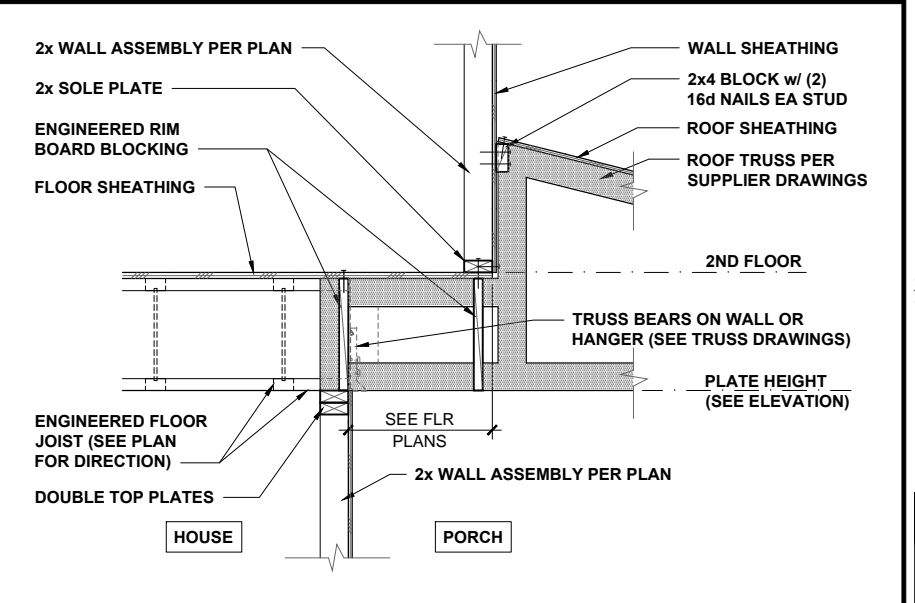 2x WALL ASSEMBLY PER PLAN
2x SOLE PLATE
ENGINEERED RIM
BOARD BLOCKING
FLOOR SHEATHING
WALL SHEATHING
2x4 BLOCK w/ (2)
16d NAILS EA STUD
ROOF SHEATHING
ROOF TRUSS PER
SUPPLIER DRAWINGS
2ND FLOOR
TRUSS BEARS ON WALL OR
HANGER (SEE TRUSS DRAWINGS)
PLATE HEIGHT
(SEE ELEVATION)
ENGINEERED FLOOR
JOIST (SEE PLAN
FOR DIRECTION)
DOUBLE TOP PLATES
SEE FLR
PLANS
2x WALL ASSEMBLY PER PLAN
HOUSE
PORCH